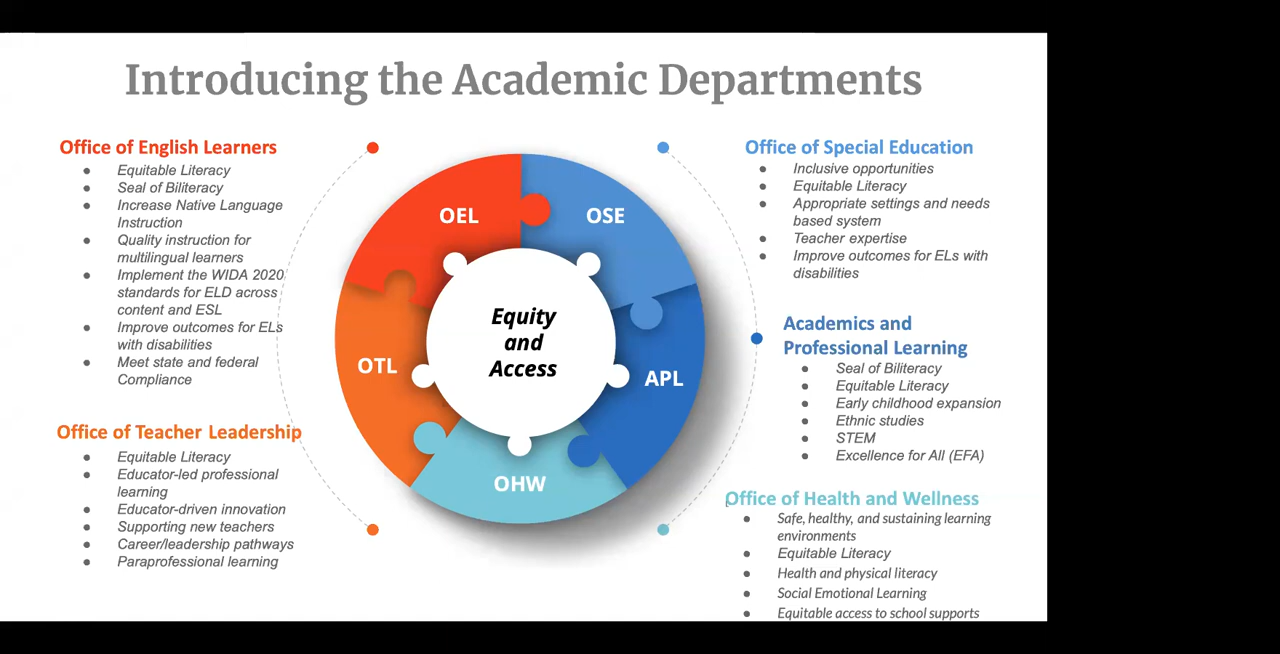 Introducing the Academic Departments
Office of English Learners
Equitable Literacy
Seal of Biliteracy
Increase Native Language
Instruction
Quality instruction for
multilingual learners
Implement the WIDA 2020
standards for ELD across
content and ESL
Improve outcomes for ELs
with disabilities
Meet state and federal
Compliance
Office of Teacher Leadership
Equitable Literacy
Educator-led professional
learning
Educator-driven innovation
Supporting new teachers
Career/leadership pathways
Paraprofessional learning
OEL
OSE
OTL
APL
OHW
Equity
and
Access
Office of Special Education
Inclusive opportunities
Equitable Literacy
Appropriate settings and needs
based system
Teacher expertise
Improve outcomes for ELs with
disabilities
Academics and
Professional Learning
Seal of Biliteracy
Equitable Literacy
Early childhood expansion
Ethnic studies
STEM
Excellence for All (EFA)
Office of Health and Wellness
Safe, healthy, and sustaining learning
environments
Equitable Literacy
Health and physical literacy
Social Emotional Learning
Equitable access to school supports